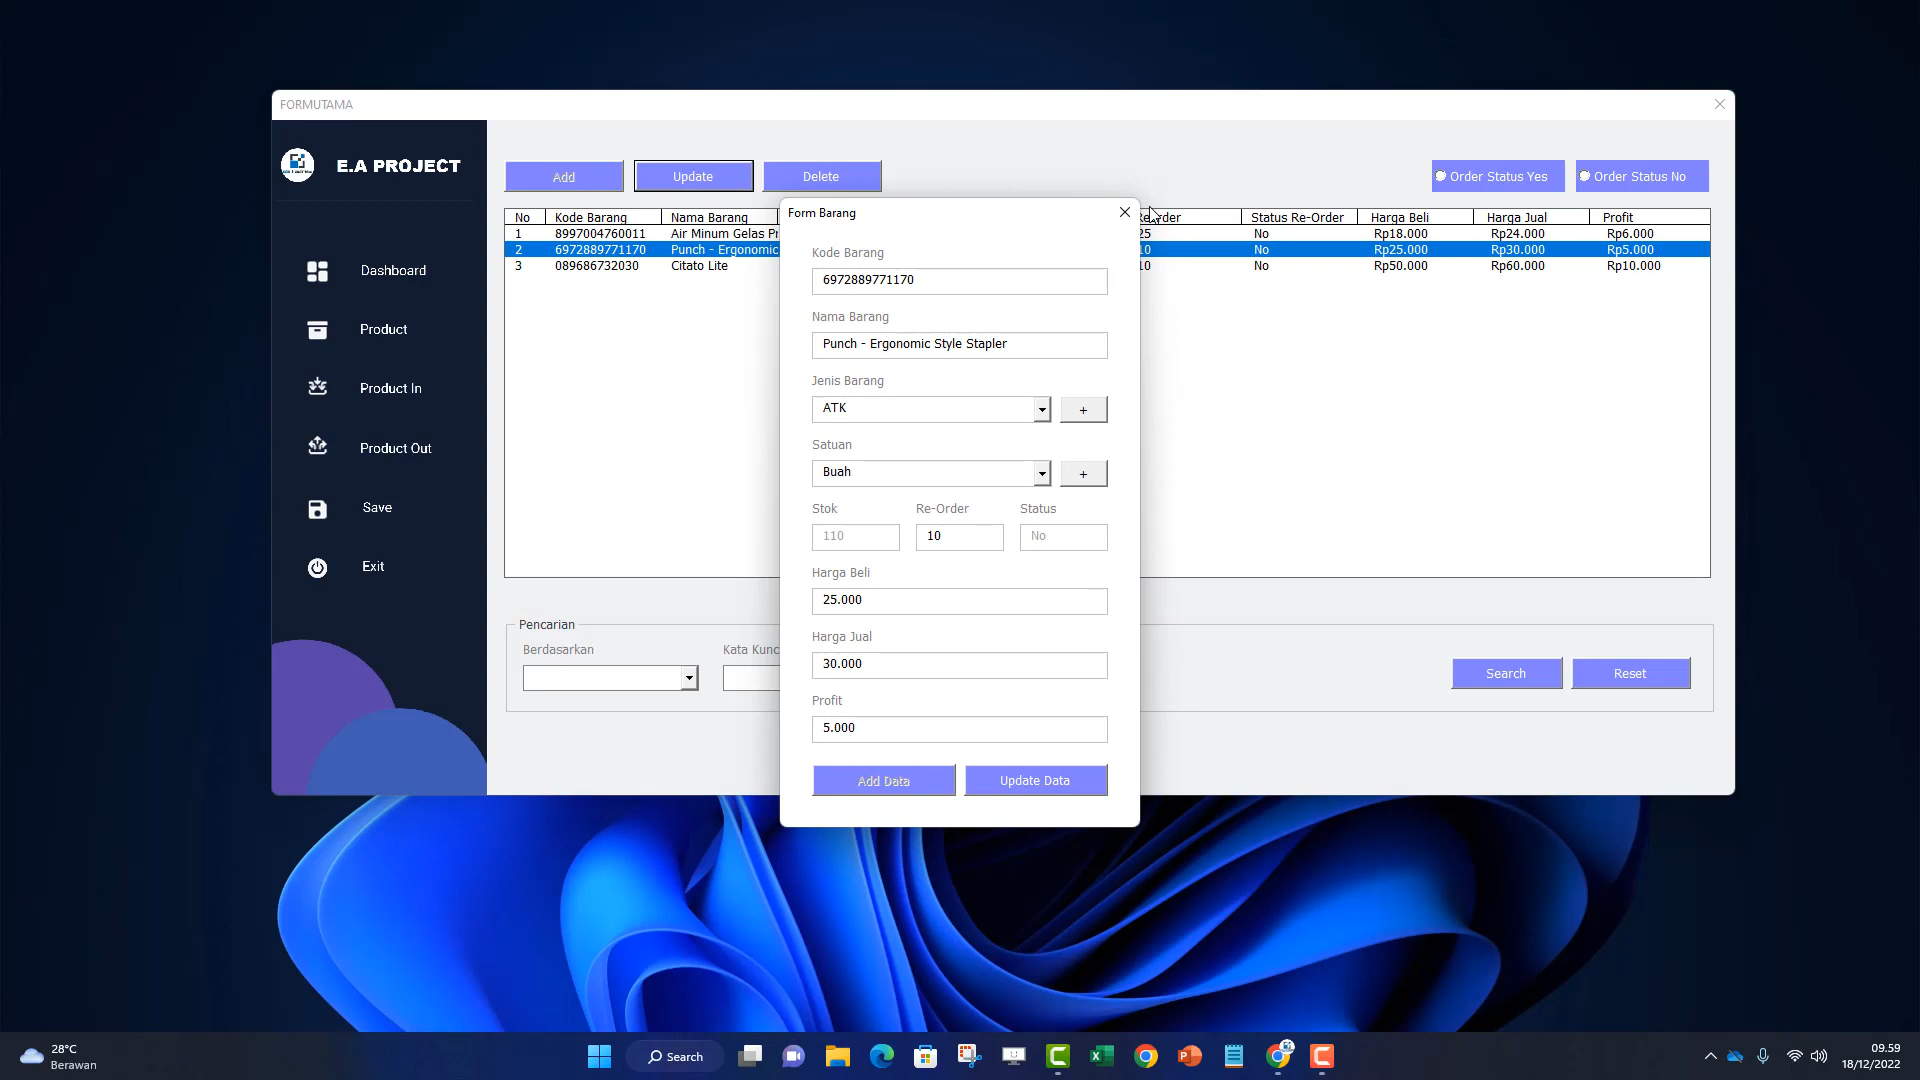 FORMUTAMA
E.A PROJECT
Dashboard
Product
Product In
Product Out
Save
Exit
Add
Update
Delete
Order Status Yes
Order Status No
No Kode Barang Nama Barang Status Re-Order Harga Beli Harga Jual Profit
1 8997004760011 Air Minum Gelas 25 No Rp18.000 Rp24.000 Rp6.000
2 6972889771170 Punch - Ergonomic 10 No Rp25.000 Rp30.000 Rp5.000
3 089686732030 Citato Lite 10 No Rp50.000 Rp60.000 Rp10.000
Form Barang
Kode Barang
6972889771170
Nama Barang
Punch - Ergonomic Style Stapler
Jenis Barang
ATK +
Satuan
Buah +
Stok Re-Order Status
110 10 No
Harga Beli
25.000
Harga Jual
30.000
Profit
5.000
Add Data
Update Data
Pencarian
Berdasarkan
Kata
Search
Reset
28°C
Berawan
Search
09.59
18/12/2022